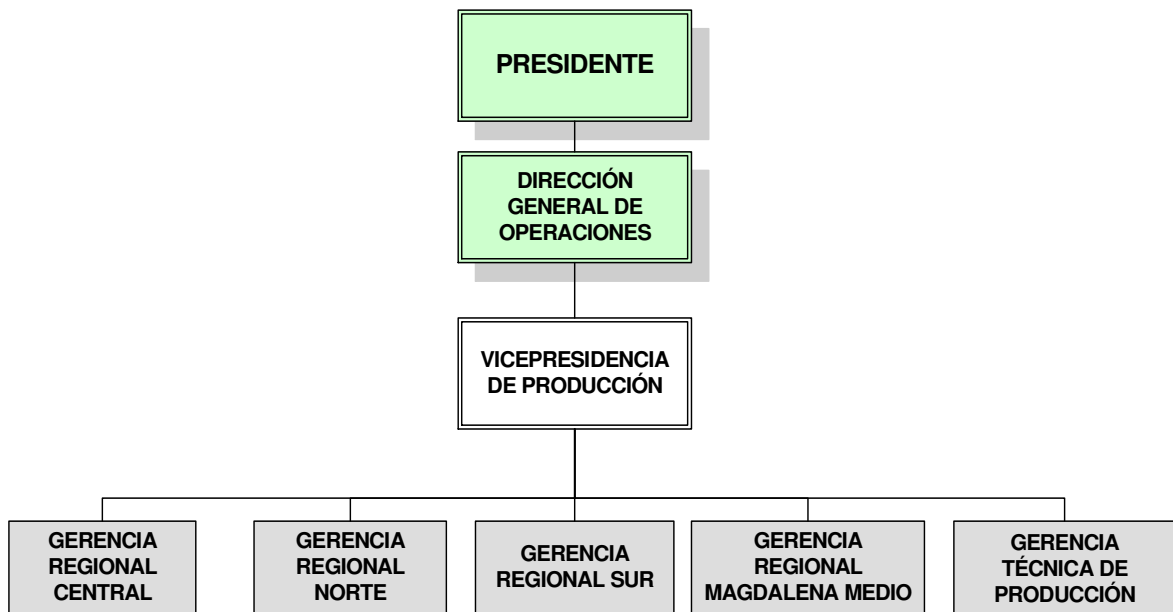 PRESIDENTE
DIRECCIÓN
GENERAL DE
OPERACIONES
VICEPRESIDENCIA
DE PRODUCCIÓN
GERENCIA
REGIONAL
CENTRAL
GERENCIA
REGIONAL
NORTE
GERENCIA
REGIONAL SUR
GERENCIA
REGIONAL
MAGDALENA MEDIO
GERENCIA
TÉCNICA DE
PRODUCCIÓN